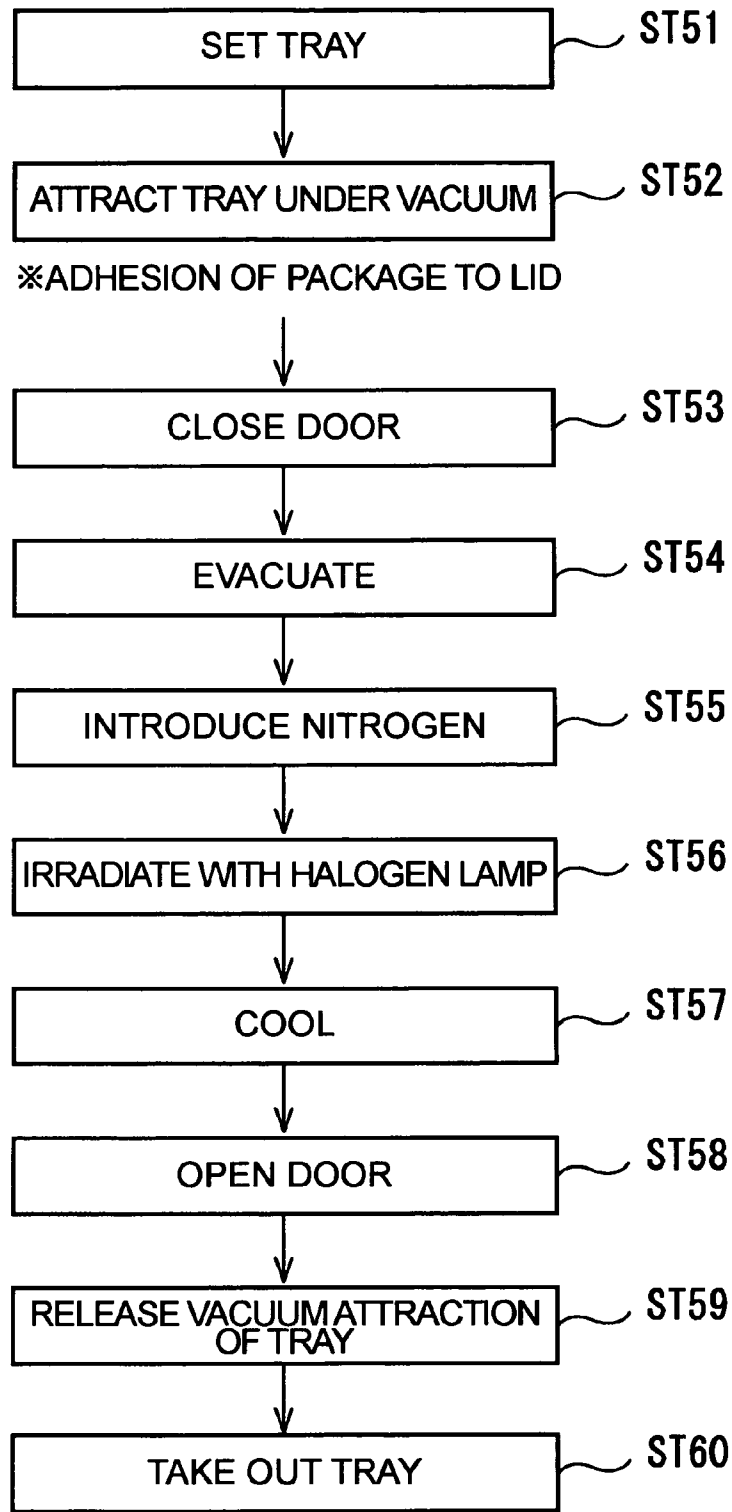 SET TRAY ST51
ATTRACT TRAY UNDER VACUUM ST52
※ADHESION OF PACKAGE TO LID
CLOSE DOOR ST53
EVACUATE ST54
INTRODUCE NITROGEN ST55
IRRADIATE WITH HALOGEN LAMP ST56
COOL ST57
OPEN DOOR ST58
RELEASE VACUUM ATTRACTION ST59
OF TRAY
TAKE OUT TRAY ST60